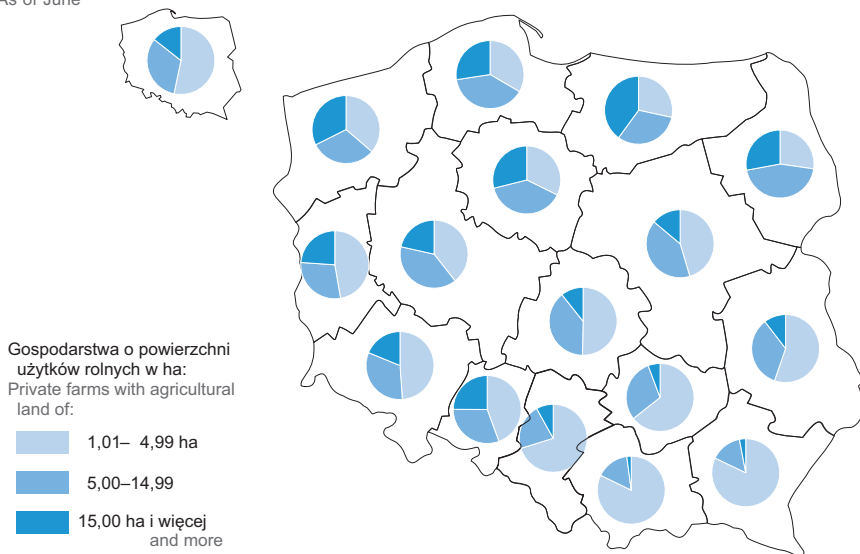 As of June
Gospodarstwa o powierzchni
użytków rolnych w ha:
Private farms with agricultural
land of:
1,01– 4,99 ha
5,00–14,99
15,00 ha i więcej
and more